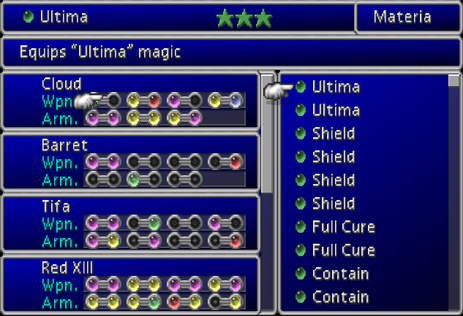 Ultima
Materia
Equips “Ultima” magic
Cloud
Wpn.
Arm.
Barret
Wpn.
Arm.
Tifa
Wpn.
Arm.
Red XIII
Wpn.
Arm.
Ultima
Ultima
Shield
Shield
Shield
Shield
Full Cure
Full Cure
Contain
Contain